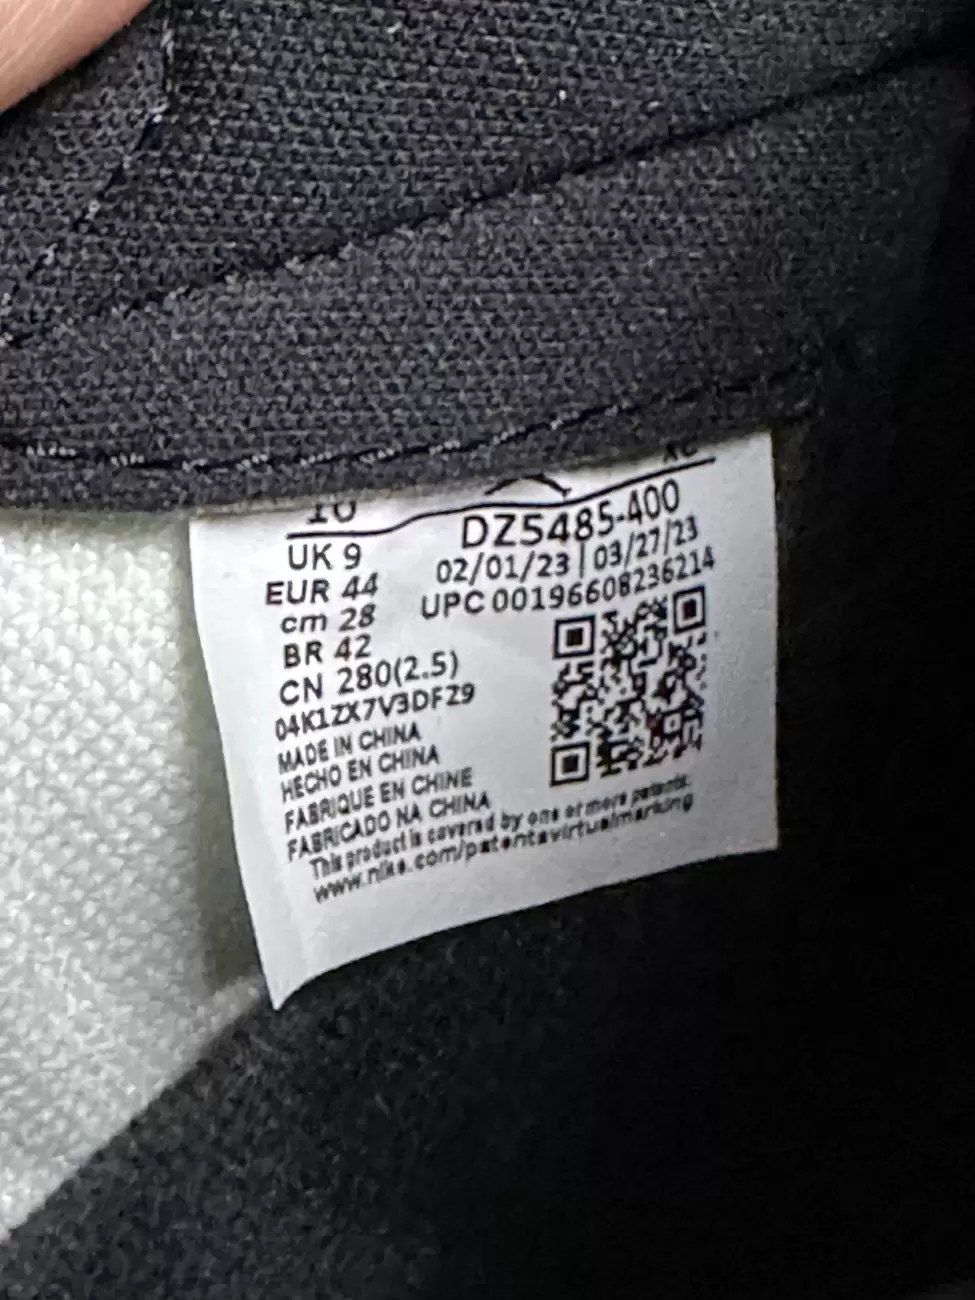 10
XC
UK 9
EUR 44
cm 28
BR 42
CN 280(2.5)
04K1ZX7V3DFZ9
DZ5485-400
02/01/23 | 03/27/23
UPC 00196608236214
MADE IN CHINA
HECHO EN CHINA
FABRIQUE EN CHINE
FABRICADO NA CHINA
This product is covered by one or more patents.
www.nike.com/patentsvirtualmarking